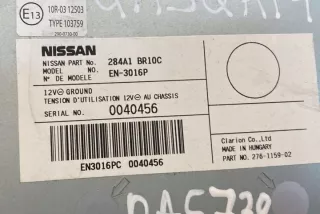 E13
10R-03 12503
TYPE 103759
NISSAN
NISSAN PART No. 284A1 BR10C
MODEL NO. EN-3016P
N° DE MODELE
12V⎓ ⊖ GROUND
TENSION D'UTILISATION 12V⎓ ⊖ AU CHASSIS
SERIAL NO. 0040456
EN3016PC 0040456
Clarion Co.,Ltd
MADE IN HUNGARY
PART NO. 276-1159-02